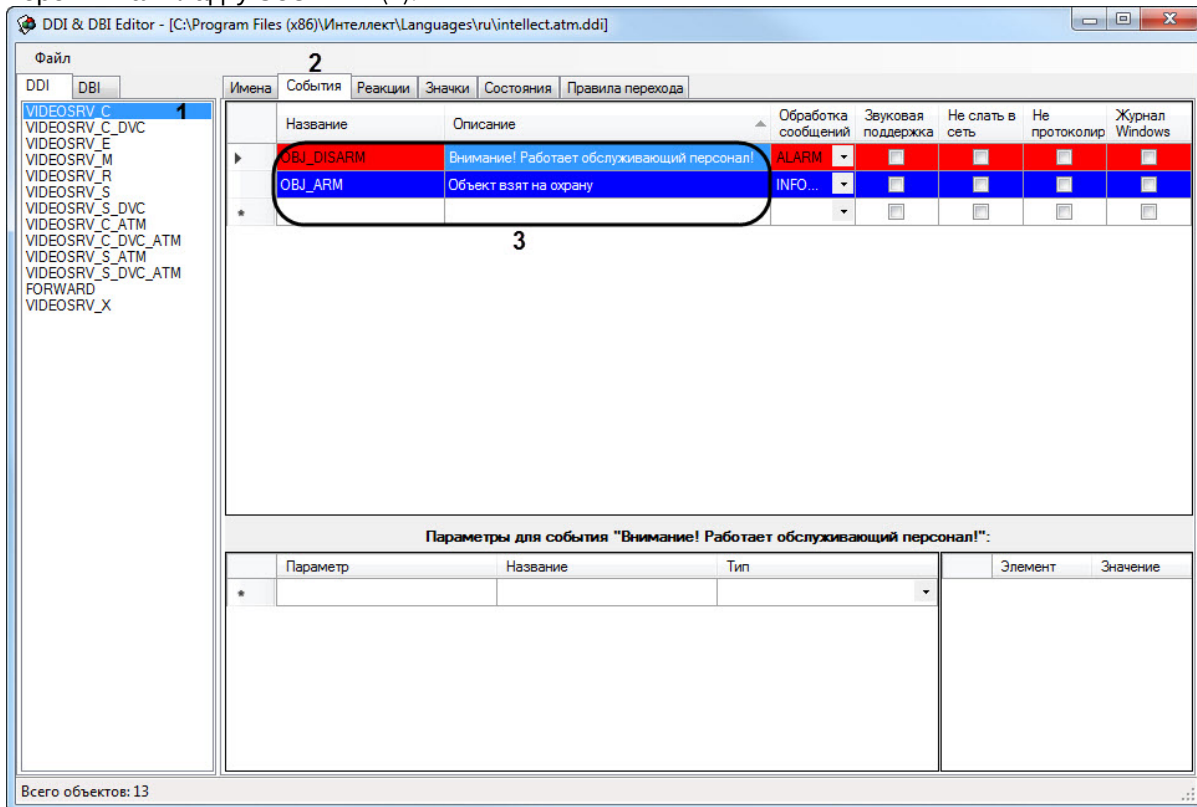 DDI & DBI Editor - [C:\Program Files (x86)\Интеллект\Languages\ru\intellect.atm.ddi]
Файл
2
DDI DBI
Имена События Реакции Значки Состояния Правила перехода
VIDEOSRV_C 1
VIDEOSRV_C_DVC
VIDEOSRV_E
VIDEOSRV_M
VIDEOSRV_R
VIDEOSRV_S
VIDEOSRV_S_DVC
VIDEOSRV_C_ATM
VIDEOSRV_C_DVC_ATM
VIDEOSRV_S_ATM
VIDEOSRV_S_DVC_ATM
FORWARD
VIDEOSRV_X
Название Описание Обработка сообщений Звуковая поддержка Не слать в сеть Не протоколир Журнал Windows
OBJ_DISARM Внимание! Работает обслуживающий персонал! ALARM
OBJ_ARM Объект взят на охрану INFO...
3
Параметры для события "Внимание! Работает обслуживающий персонал!":
Параметр Название Тип Элемент Значение
Всего объектов: 13